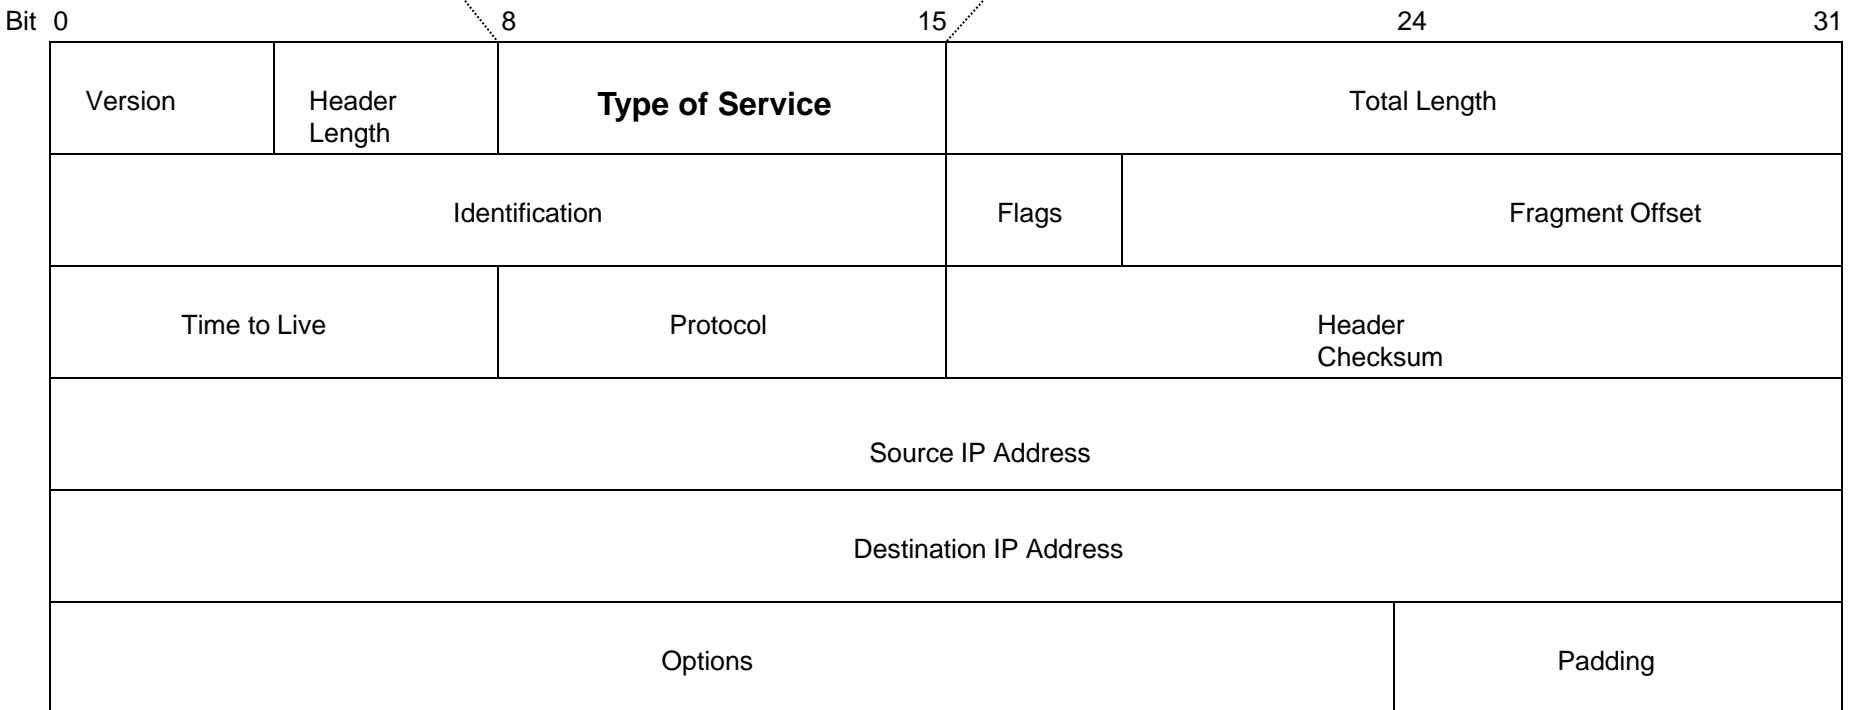 Bit 0 8 15 24 31
Version Header Type of Service Total Length
Length
Identification Flags Fragment Offset
Time to Live Protocol Header
Checksum
Source IP Address
Destination IP Address
Options Padding